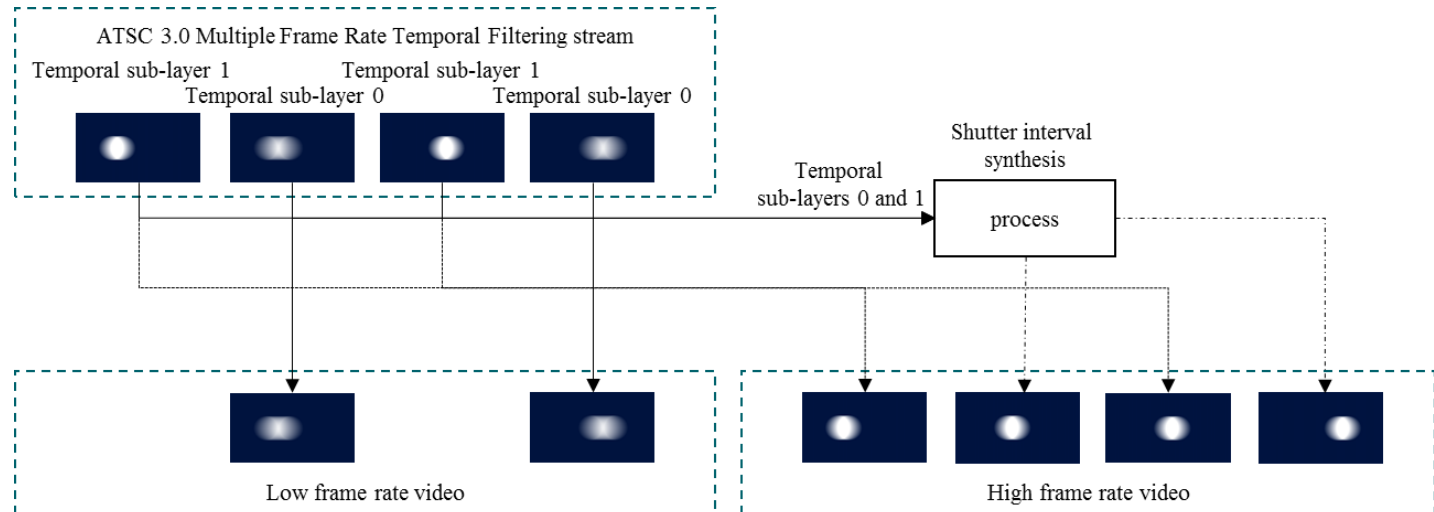 ATSC 3.0 Multiple Frame Rate Temporal Filtering stream
Temporal sub-layer 1
Temporal sub-layer 0
Temporal sub-layer 1
Temporal sub-layer 0
Shutter interval
synthesis
Temporal
sub-layers 0 and 1
process
Low frame rate video
High frame rate video